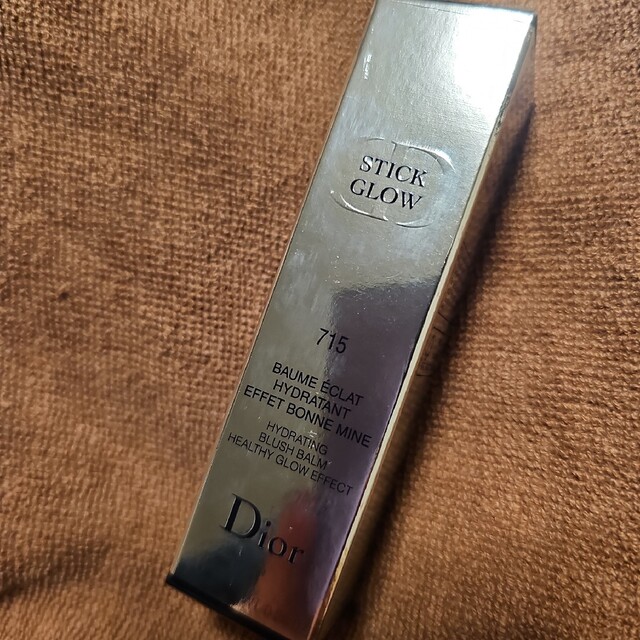 STICK
GLOW
715
BAUME ÉCLAT
HYDRATANT
EFFET BONNE MINE
HYDRATING
BLUSH BALM
HEALTHY GLOW EFFECT
Dior